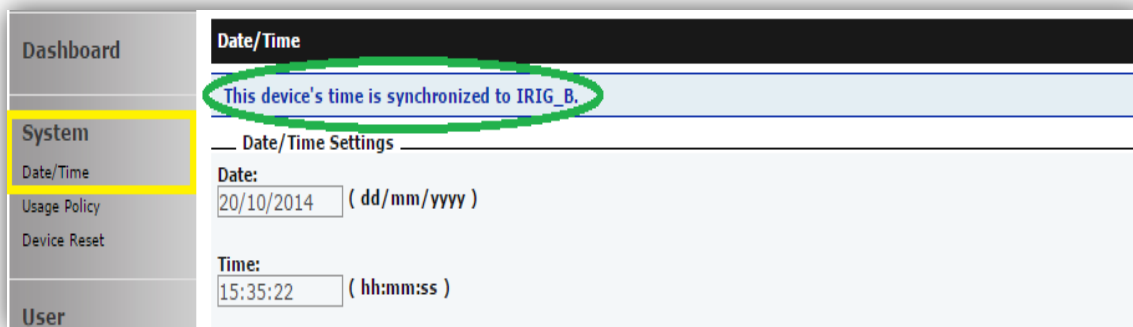 Dashboard
System
Date/Time
Usage Policy
Device Reset
User
Date/Time
This device's time is synchronized to IRIG_B.
Date/Time Settings
Date:
20/10/2014 ( dd/mm/yyyy )
Time:
15:35:22 ( hh:mm:ss )